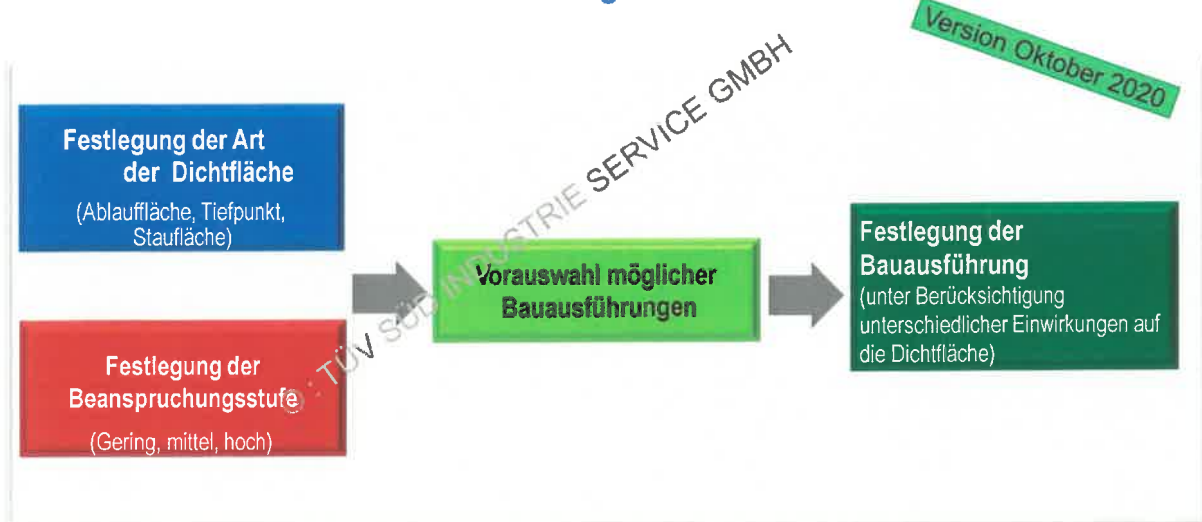 Version Oktober 2020
Festlegung der Art
der Dichtfläche
(Ablauffläche, Tiefpunkt,
Staufläche)
Festlegung der
Beanspruchungsstufe
(Gering, mittel, hoch)
Vorauswahl möglicher
Bauausführungen
Festlegung der
Bauausführung
(unter Berücksichtigung
unterschiedlicher Einwirkungen auf
die Dichtfläche)
© : TÜV SÜD INDUSTRIE SERVICE GMBH